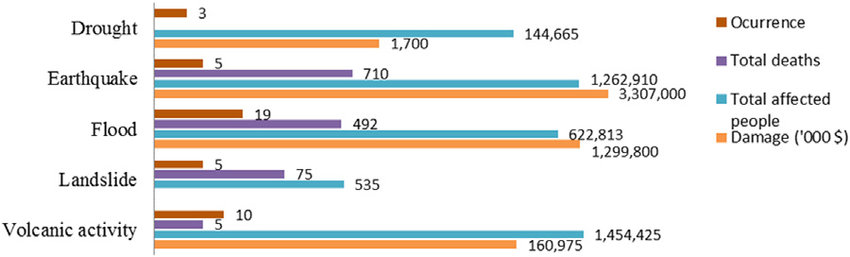 Drought
3
144,665
1,700
Earthquake
5
710
1,262,910
3,307,000
Flood
19
492
622,813
1,299,800
Landslide
5
75
535
Volcanic activity
10
5
1,454,425
160,975
Ocurrence
Total deaths
Total affected
people
Damage ('000 $)